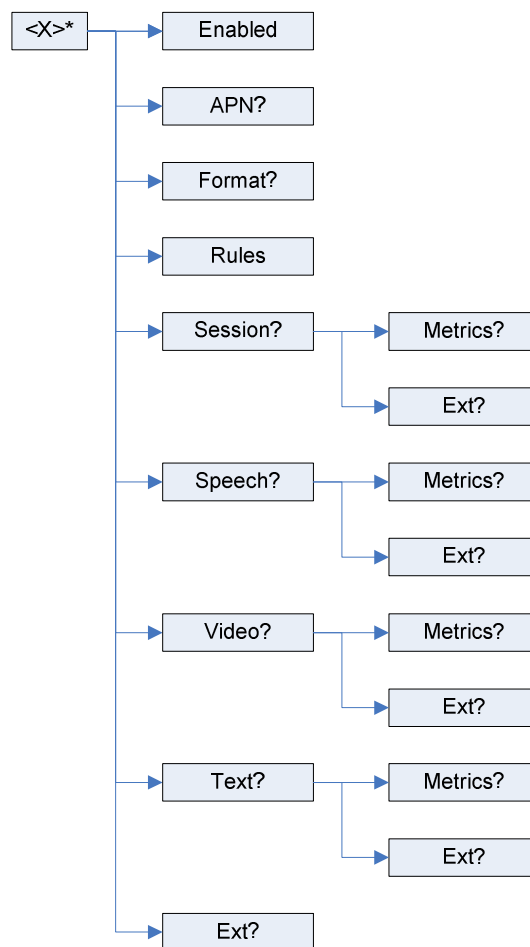 <X>*
Enabled
APN?
Format?
Rules
Session?
Metrics?
Ext?
Speech?
Metrics?
Ext?
Video?
Metrics?
Ext?
Text?
Metrics?
Ext?
Ext?